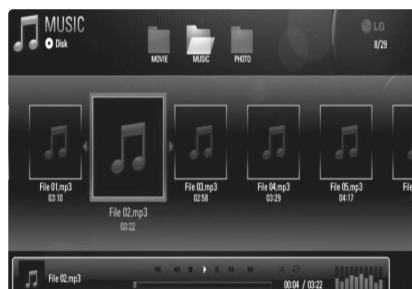 MUSIC
Disk
MOVIE
MUSIC
PHOTO
LG
8/29
File 01.mp3
03:10
File 02.mp3
03:22
File 03.mp3
02:58
File 04.mp3
03:29
File 05.mp3
04:17
File 02.mp3
00:04 / 03:22